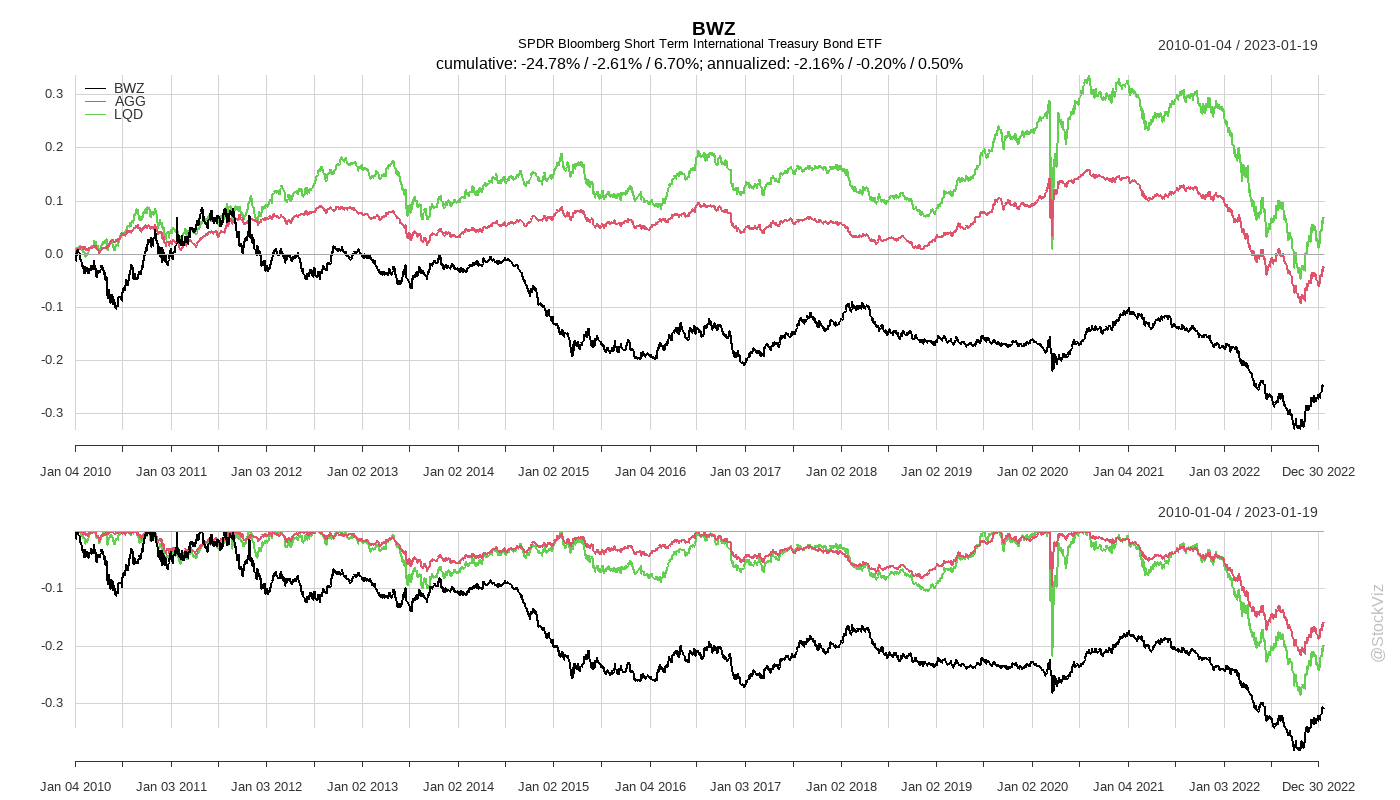 BWZ
SPDR Bloomberg Short Term International Treasury Bond ETF
2010-01-04 / 2023-01-19
cumulative: -24.78% / -2.61% / 6.70%; annualized: -2.16% / -0.20% / 0.50%
BWZ
AGG
LQD
0.3
0.2
0.1
0.0
-0.1
-0.2
-0.3
Jan 04 2010 Jan 03 2011 Jan 03 2012 Jan 02 2013 Jan 02 2014 Jan 02 2015 Jan 04 2016 Jan 03 2017 Jan 02 2018 Jan 02 2019 Jan 02 2020 Jan 04 2021 Jan 03 2022 Dec 30 2022
2010-01-04 / 2023-01-19
-0.1
-0.2
-0.3
Jan 04 2010 Jan 03 2011 Jan 03 2012 Jan 02 2013 Jan 02 2014 Jan 02 2015 Jan 04 2016 Jan 03 2017 Jan 02 2018 Jan 02 2019 Jan 02 2020 Jan 04 2021 Jan 03 2022 Dec 30 2022
@StockViz